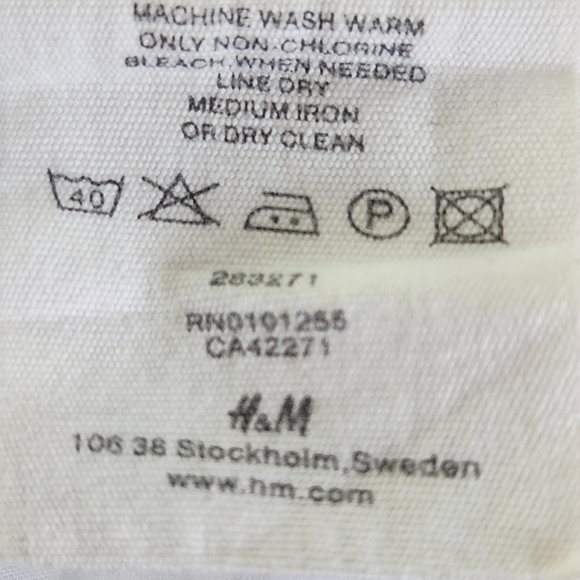 MACHINE WASH WARM
ONLY NON-CHLORINE
BLEACH.WHEN NEEDED
LINE DRY
MEDIUM IRON
OR DRY CLEAN
40 P
283271
RN0101255
CA42271
H&M
106 38 Stockholm,Sweden
www.hm.com